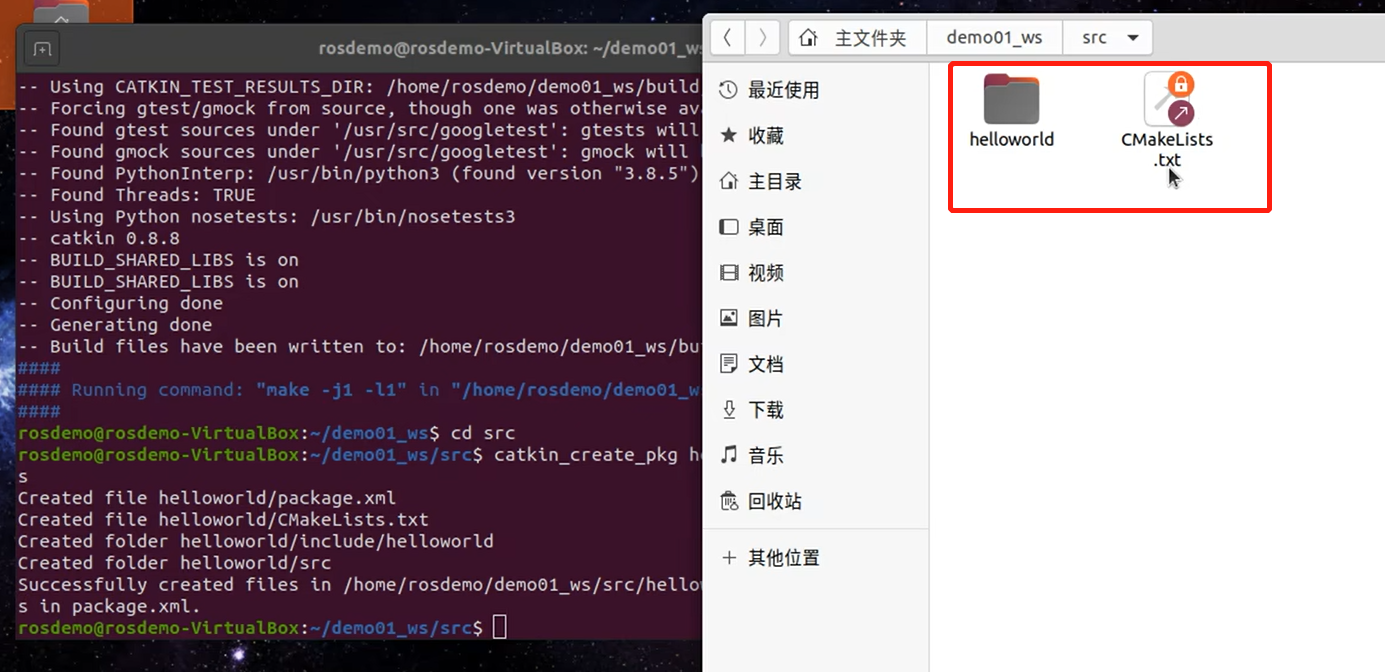 rosdemo@rosdemo-VirtualBox: ~/demo01_ws
-- Using CATKIN_TEST_RESULTS_DIR: /home/rosdemo/demo01_ws/build
-- Forcing gtest/gmock from source, though one was otherwise
-- Found gtest sources under '/usr/src/googletest': gtests will
-- Found gmock sources under '/usr/src/googletest': gmock will
-- Found PythonInterp: /usr/bin/python3 (found version "3.8.5")
-- Found Threads: TRUE
-- Using Python nosetests: /usr/bin/nosetests3
-- catkin 0.8.8
-- BUILD_SHARED_LIBS is on
-- BUILD_SHARED_LIBS is on
-- Configuring done
-- Generating done
-- Build files have been written to: /home/rosdemo/demo01_ws/
####
#### Running command: "make -j1 -l1" in "/home/rosdemo/demo01_w
####
rosdemo@rosdemo-VirtualBox:~/demo01_ws$ cd src
rosdemo@rosdemo-VirtualBox:~/demo01_ws/src$ catkin_create_pkg
s
Created file helloworld/package.xml
Created file helloworld/CMakeLists.txt
Created folder helloworld/include/helloworld
Created folder helloworld/src
Successfully created files in /home/rosdemo/demo01_ws/src/
s in package.xml.
rosdemo@rosdemo-VirtualBox:~/demo01_ws/src$
主文件夹 demo01_ws src
最近使用
收藏
主目录
桌面
视频
图片
文档
下载
音乐
回收站
其他位置
helloworld
CMakeLists
.txt